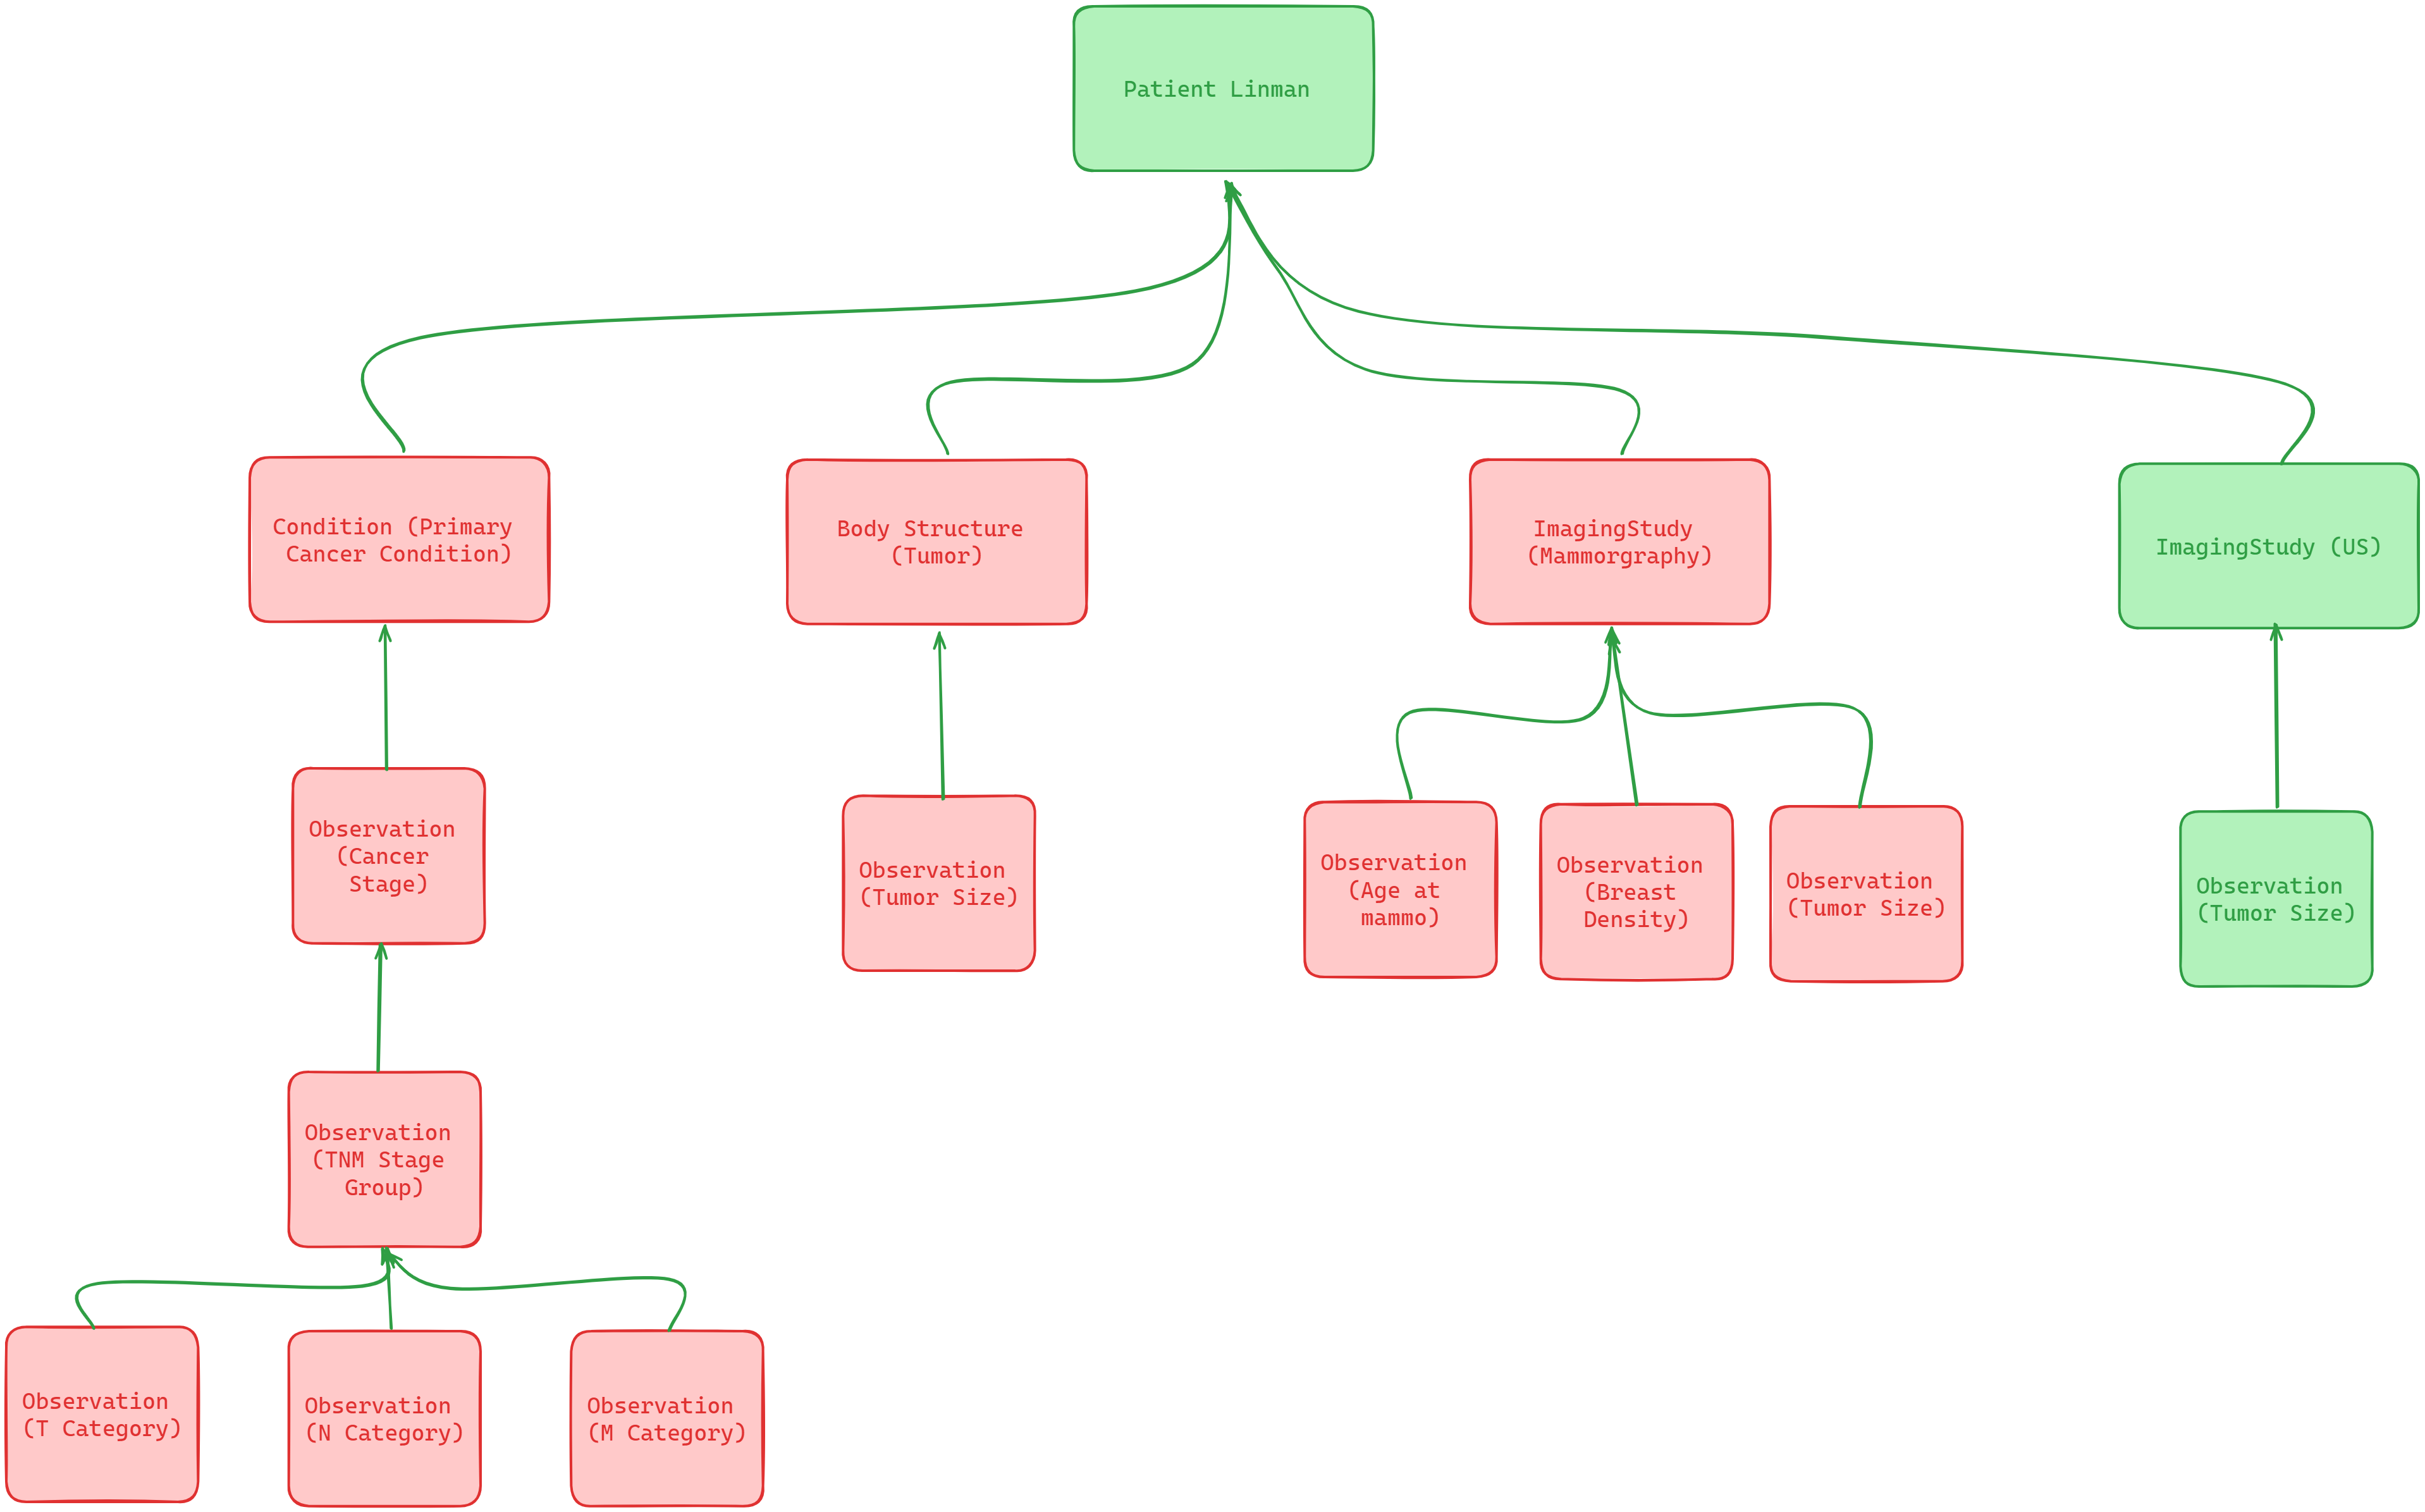 Patient Linman
Condition (Primary
Cancer Condition)
Body Structure
(Tumor)
ImagingStudy
(Mammorgraphy)
ImagingStudy (US)
Observation
(Cancer
Stage)
Observation
(Tumor Size)
Observation
(Age at
mammo)
Observation
(Breast
Density)
Observation
(Tumor Size)
Observation
(Tumor Size)
Observation
(TNM Stage
Group)
Observation
(T Category)
Observation
(N Category)
Observation
(M Category)